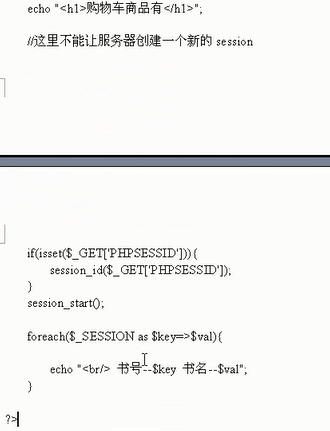 echo "<h1>购物车商品有</h1>";
//这里不能让服务器创建一个新的 session
if(isset($_GET['PHPSESSID'])){
session_id($_GET['PHPSESSID']);
}
session_start();
foreach($_SESSION as $key=>$val){
echo "<br/> 书号--$key 书名--$val";
}
?>